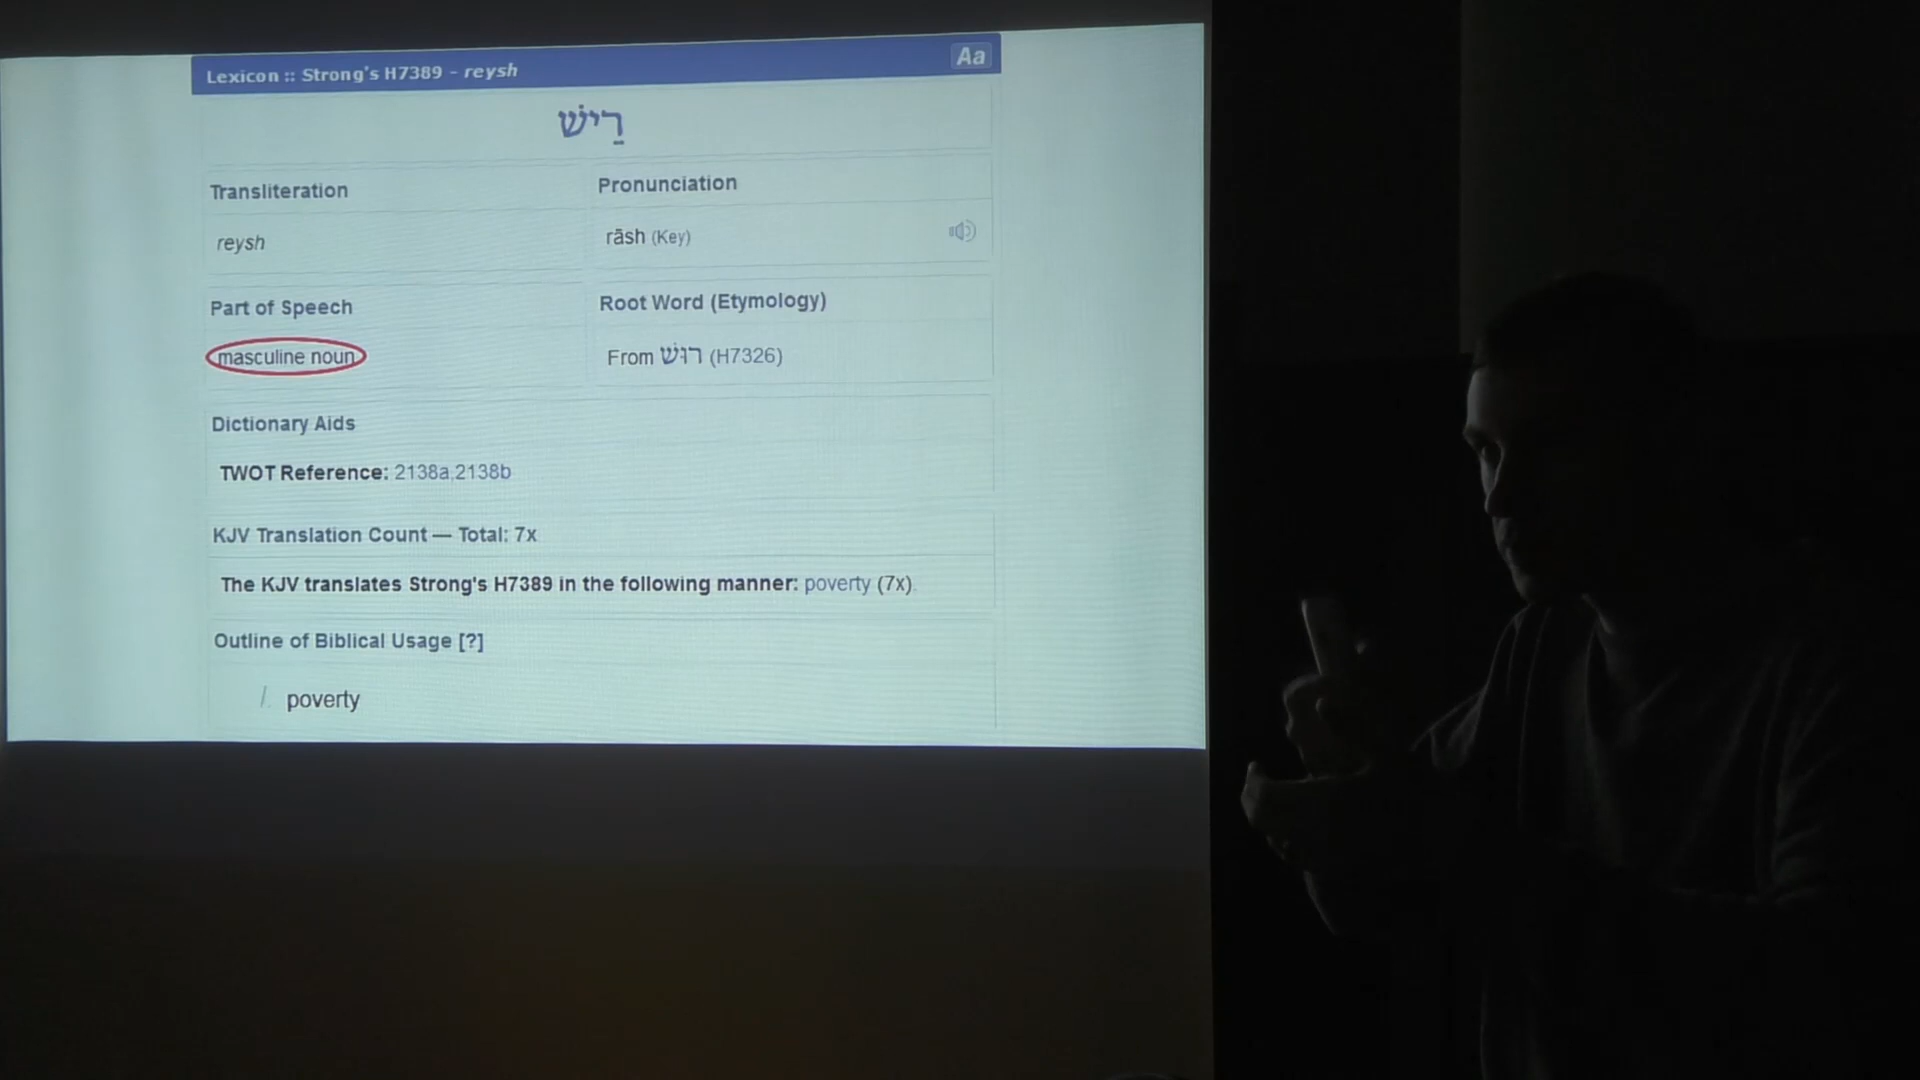 Lexicon :: Strong's H7389 - reysh
Aa
רֵישׁ
Transliteration
Pronunciation
reysh
rāsh (Key)
Part of Speech
Root Word (Etymology)
masculine noun
From רוּשׁ (H7326)
Dictionary Aids
TWOT Reference: 2138a,2138b
KJV Translation Count — Total: 7x
The KJV translates Strong's H7389 in the following manner: poverty (7x).
Outline of Biblical Usage [?]
I. poverty